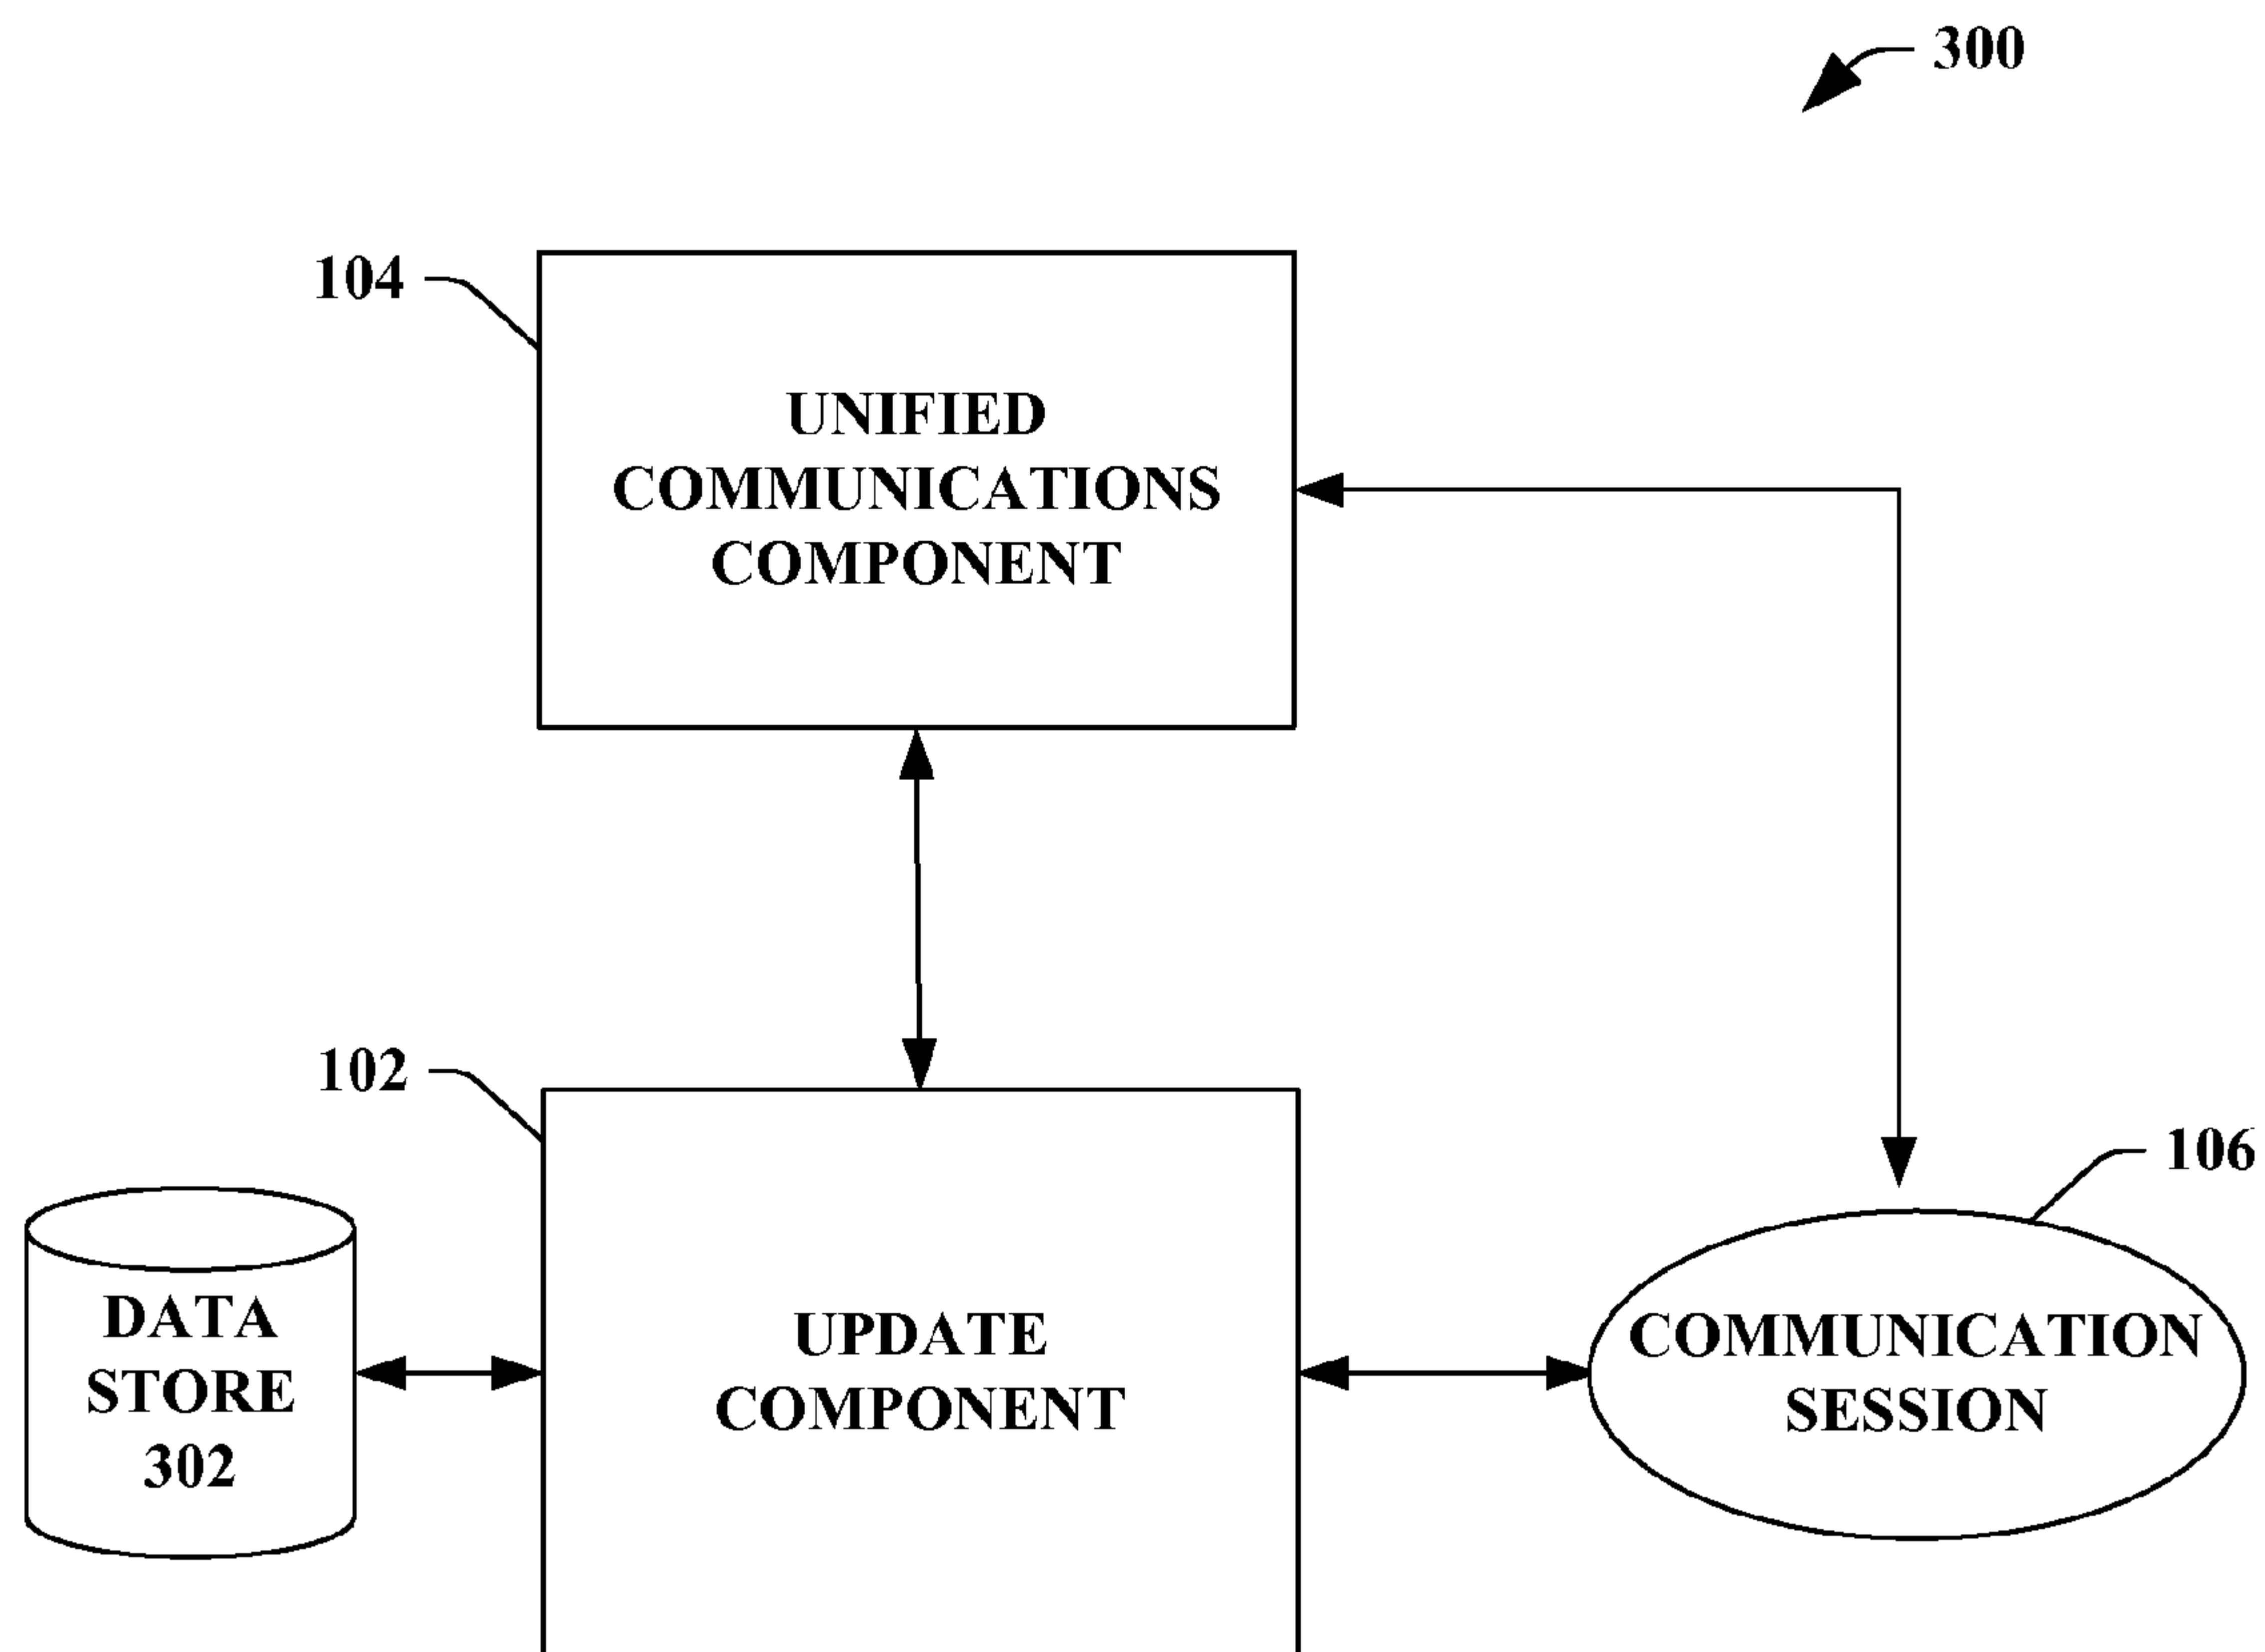 300
104
UNIFIED
COMMUNICATIONS
COMPONENT
102
106
DATA
STORE
302
UPDATE
COMPONENT
COMMUNICATION
SESSION